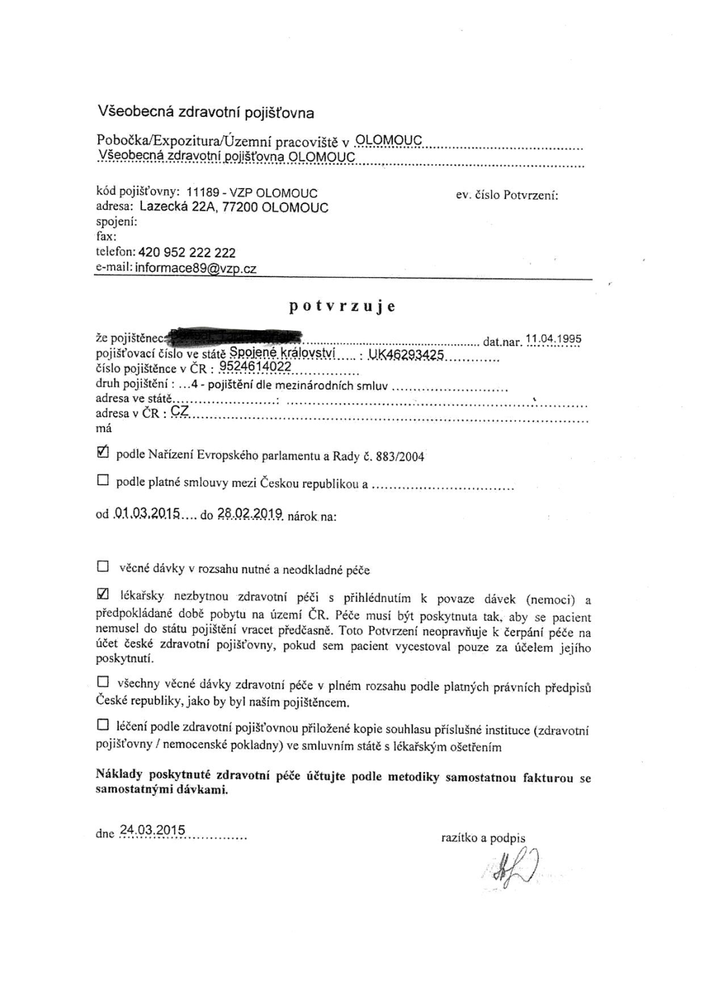 Všeobecná zdravotní pojišťovna
Pobočka/Expozitura/Územní pracoviště v OLOMOUC
Všeobecná zdravotní pojišťovna OLOMOUC
kód pojišťovny: 11189 - VZP OLOMOUC
ev. číslo Potvrzení:
adresa: Lazecká 22A, 77200 OLOMOUC
spojení:
fax:
telefon: 420 952 222 222
e-mail: informace89@vzp.cz
potvrzuje
že pojištěnec: dat.nar. 11.04.1995
pojišťovací číslo ve státě Spojené království..... : UK46293425
číslo pojištěnce v ČR : 9524614022
druh pojištění : ...4 - pojištění dle mezinárodních smluv
adresa ve státě :
adresa v ČR : CZ
má
☑ podle Nařízení Evropského parlamentu a Rady č. 883/2004
☐ podle platné smlouvy mezi Českou republikou a
od 01.03.2015.... do 28.02.2019. nárok na:
☐ věcné dávky v rozsahu nutné a neodkladné péče
☑ lékařsky nezbytnou zdravotní péči s přihlédnutím k povaze dávek (nemoci) a
předpokládané době pobytu na území ČR. Péče musí být poskytnuta tak, aby se pacient
nemusel do státu pojištění vracet předčasně. Toto Potvrzení neopravňuje k čerpání péče na
účet české zdravotní pojišťovny, pokud sem pacient vycestoval pouze za účelem jejího
poskytnutí.
☐ všechny věcné dávky zdravotní péče v plném rozsahu podle platných právních předpisů
České republiky, jako by byl naším pojištěncem.
☐ léčení podle zdravotní pojišťovnou přiložené kopie souhlasu příslušné instituce (zdravotní
pojišťovny / nemocenské pokladny) ve smluvním státě s lékařským ošetřením
Náklady poskytnuté zdravotní péče účtujte podle metodiky samostatnou fakturou se
samostatnými dávkami.
dne 24.03.2015
razítko a podpis